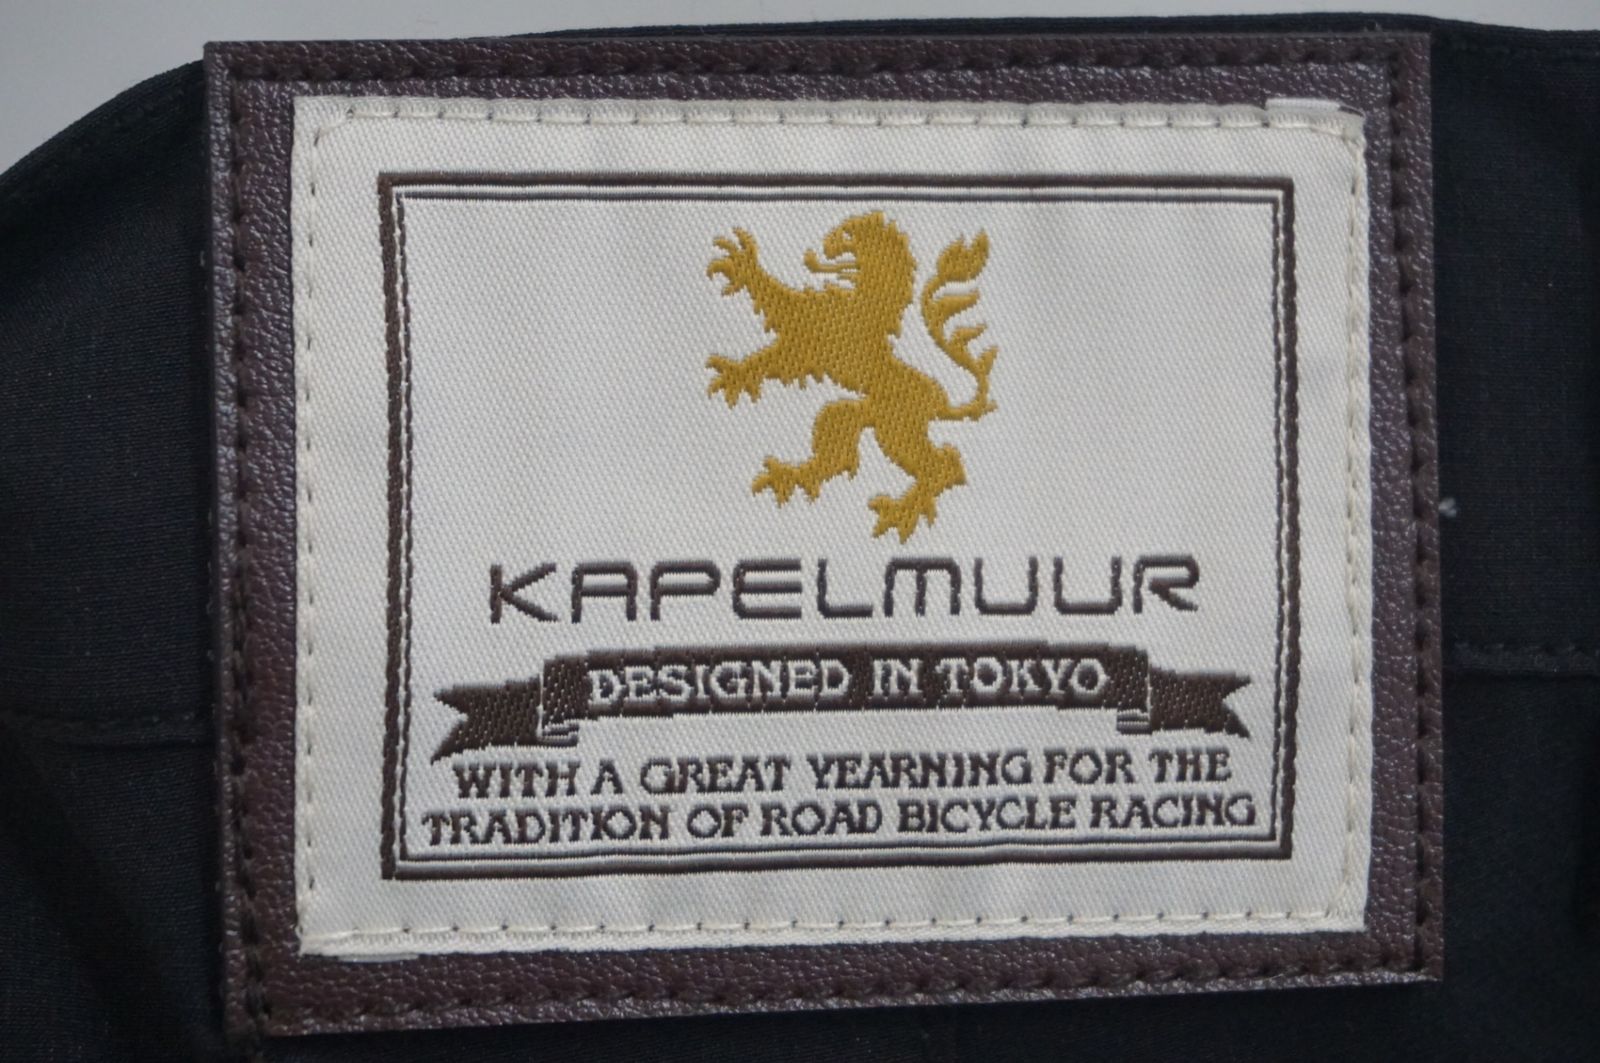 KAPELMUUR
DESIGNED IN TOKYO
WITH A GREAT YEARNING FOR THE
TRADITION OF ROAD BICYCLE RACING